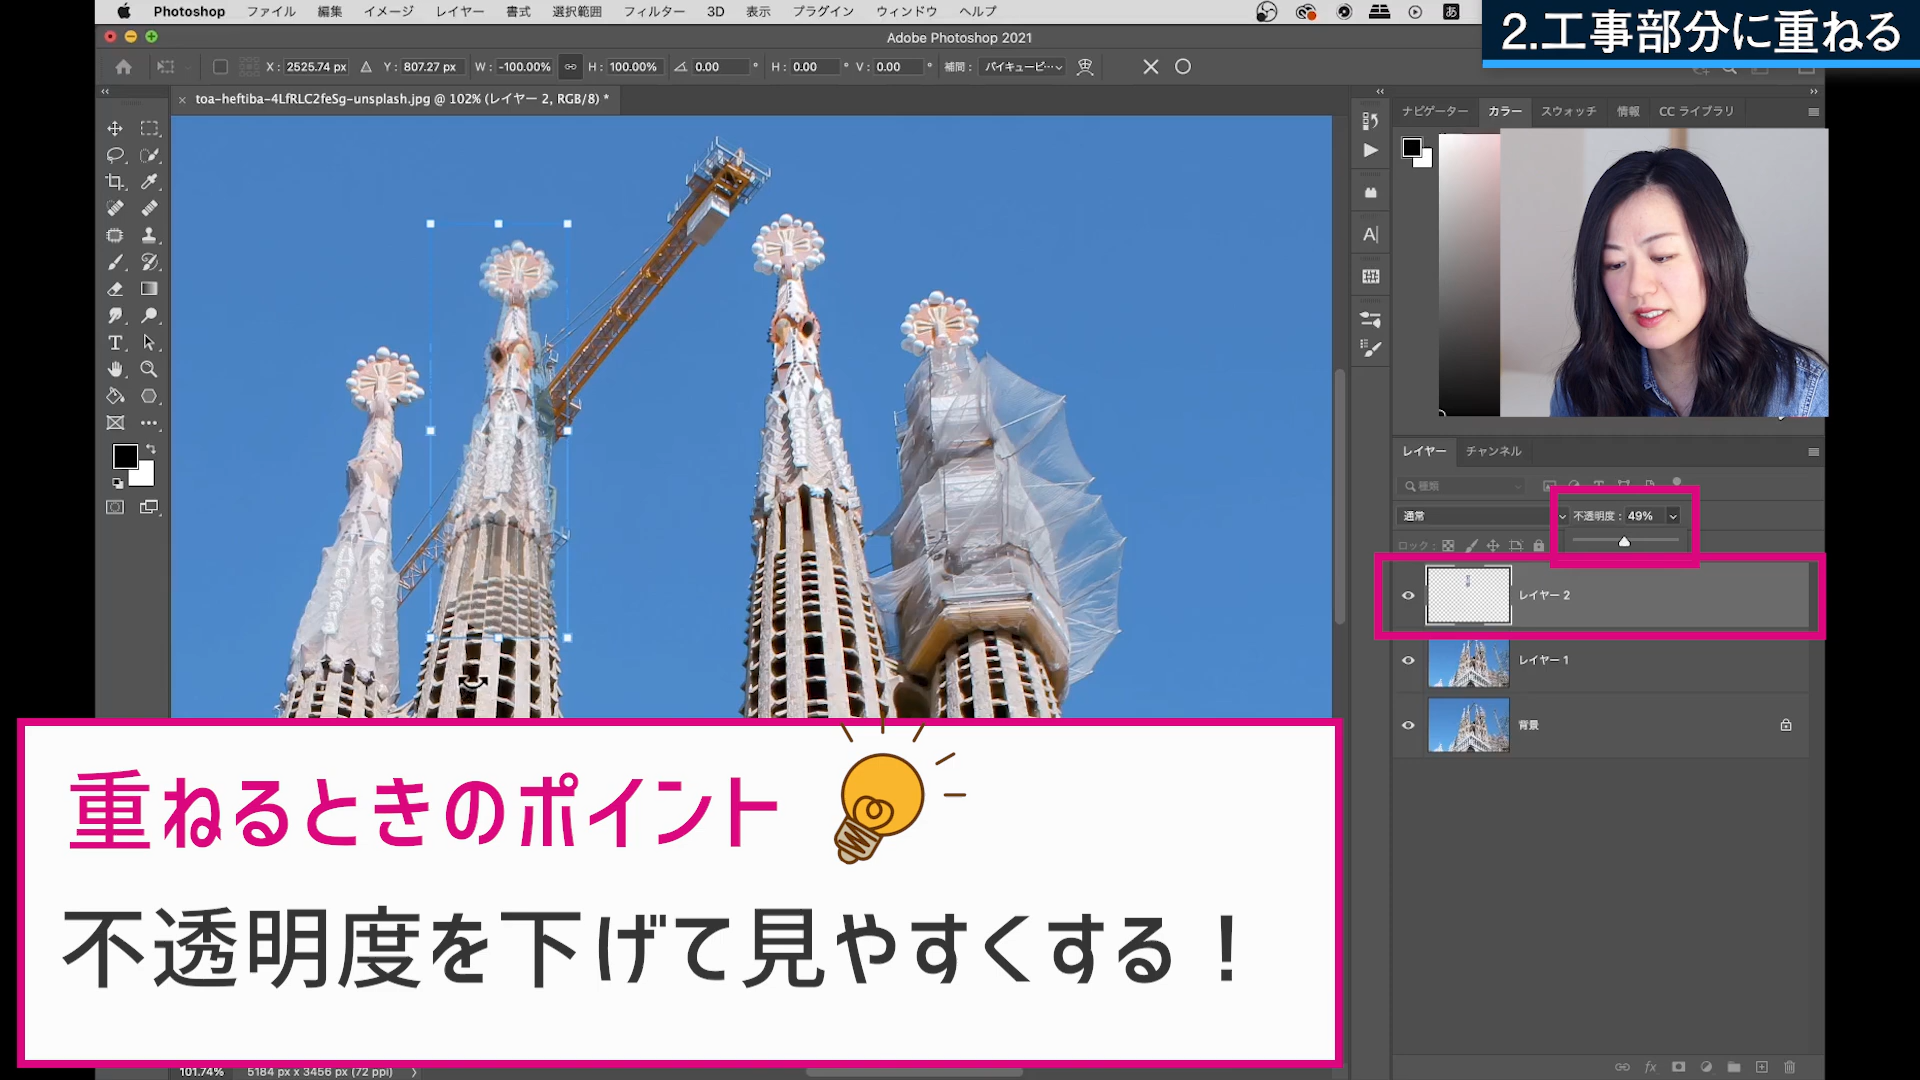 Photoshop ファイル 編集 イメージ レイヤー 書式 選択範囲 フィルター 3D 表示 プラグイン ウィンドウ ヘルプ
あ
2.工事部分に重ねる
Adobe Photoshop 2021
X: 2525.74 px Y: 807.27 px W: -100.00% H: 100.00% 0.00 ° H: 0.00 ° V: 0.00 ° 補間: バイキュービ…
toa-heftiba-4LfRLC2feSg-unsplash.jpg @ 102% (レイヤー 2, RGB/8) *
ナビゲーター カラー スウォッチ 情報 CC ライブラリ
レイヤー チャンネル
種類
通常 不透明度: 49%
ロック:
レイヤー 2
レイヤー 1
背景
重ねるときのポイント
不透明度を下げて見やすくする！
101.74% 5184 px x 3456 px (72 ppi)
fx